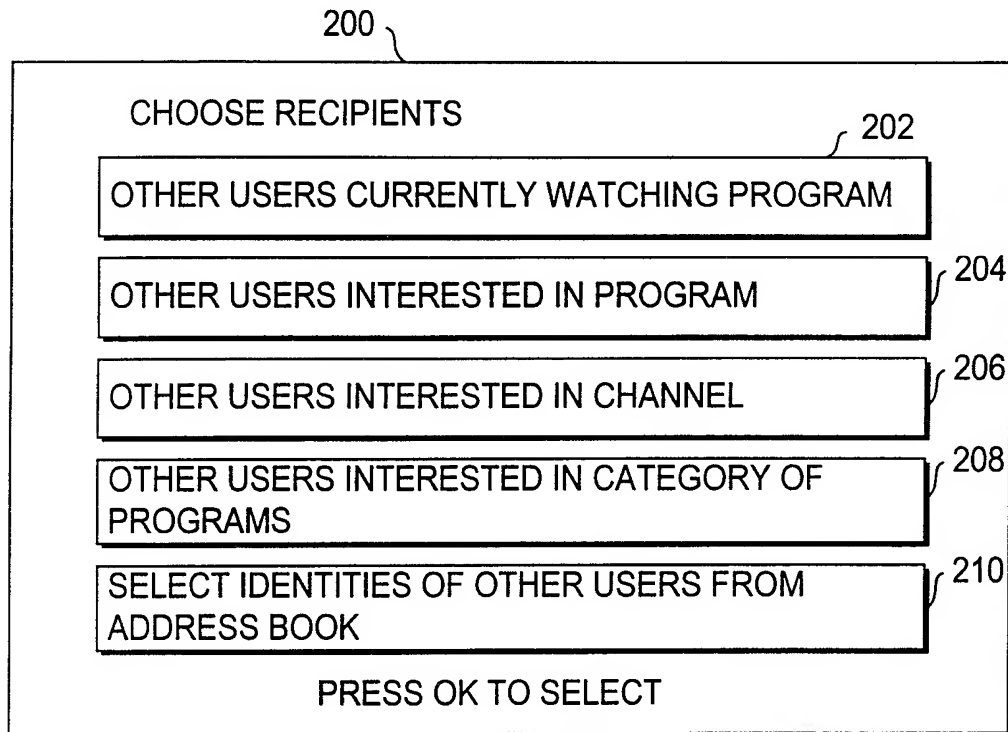 200
CHOOSE RECIPIENTS
202
OTHER USERS CURRENTLY WATCHING PROGRAM
204
OTHER USERS INTERESTED IN PROGRAM
206
OTHER USERS INTERESTED IN CHANNEL
208
OTHER USERS INTERESTED IN CATEGORY OF
PROGRAMS
210
SELECT IDENTITIES OF OTHER USERS FROM
ADDRESS BOOK
PRESS OK TO SELECT